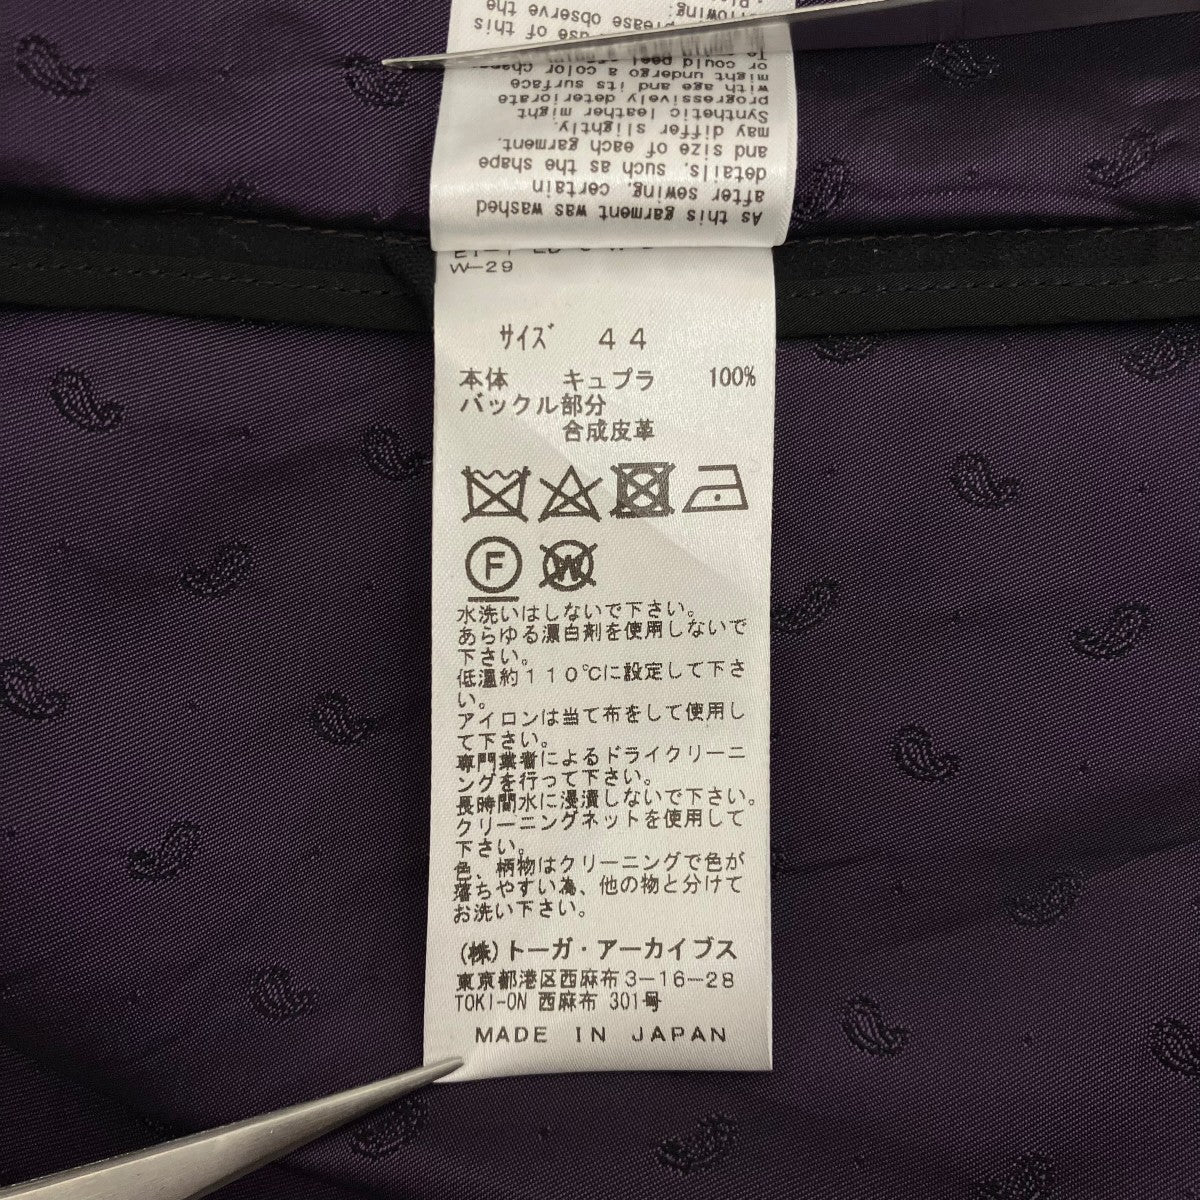 As this garment was washed
after sewing, certain
details, such as the shape
and size of each garment,
may differ slightly.
Synthetic leather might
progressively deteriorate
with age and its surface
might undergo a color change
or could peel
please observe the
W-29
サイズ 44
本体 キュプラ 100%
バックル部分
合成皮革
F
W
水洗いはしないで下さい。
あらゆる漂白剤を使用しないで
下さい。
低温約110℃に設定して下さ
い。
アイロンは当て布をして使用し
て下さい。
専門業者によるドライクリーニ
ングを行って下さい。
長時間水に浸漬しないで下さい。
クリーニングネットを使用して
下さい。
色、柄物はクリーニングで色が
落ちやすい為、他の物と分けて
お洗い下さい。
(株)トーガ・アーカイブス
東京都港区西麻布3-16-28
TOKI-ON 西麻布 301号
MADE IN JAPAN